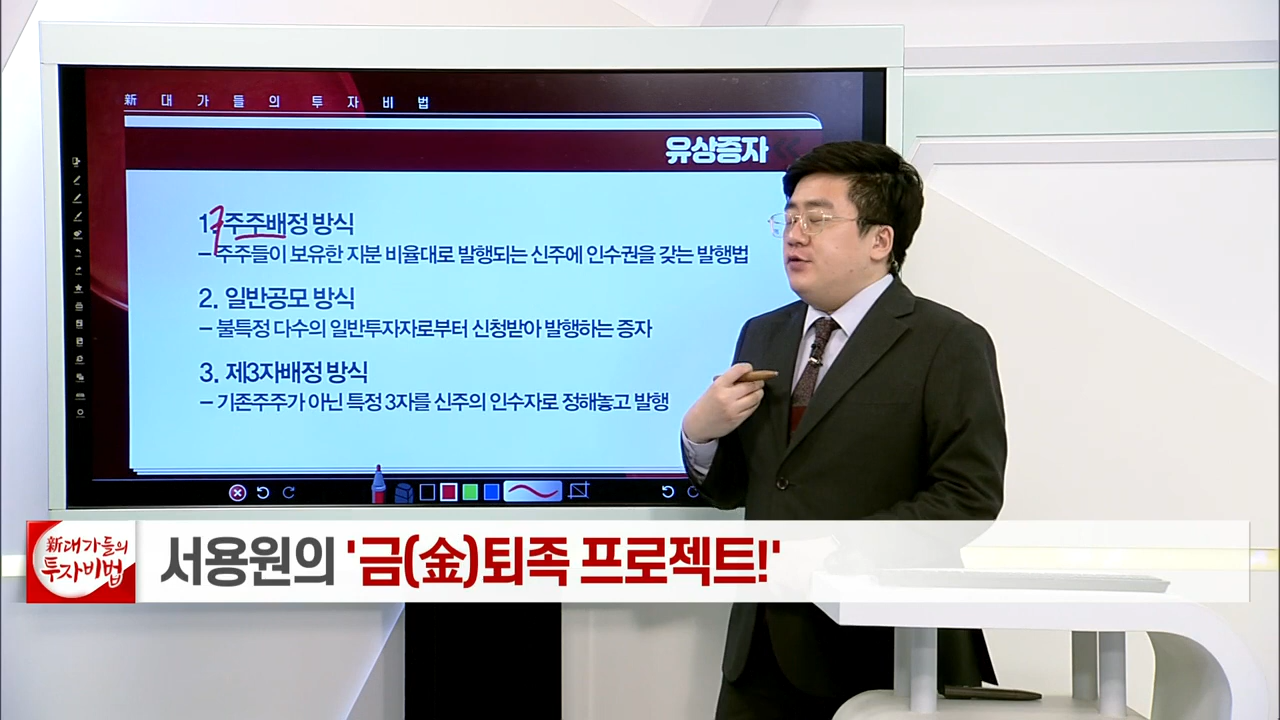 新 대 가 들 의 투 자 비 법
유상증자
1. 주주배정 방식
– 주주들이 보유한 지분 비율대로 발행되는 신주에 인수권을 갖는 발행법
2. 일반공모 방식
– 불특정 다수의 일반투자자로부터 신청받아 발행하는 증자
3. 제3자배정 방식
– 기존주주가 아닌 특정 3자를 신주의 인수자로 정해놓고 발행
新대가들의
투자비법
서용원의 '금(金)퇴족 프로젝트!'